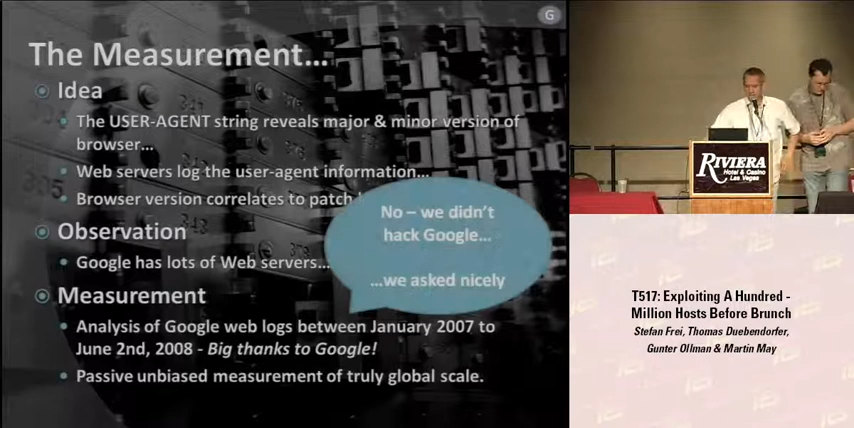 G
The Measurement...
Idea
The USER-AGENT string reveals major & minor version of
browser...
Web servers log the user-agent information...
Browser version correlates to patch
No – we didn't
hack Google...
...we asked nicely
Observation
Google has lots of Web servers...
Measurement
Analysis of Google web logs between January 2007 to
June 2nd, 2008 - Big thanks to Google!
Passive unbiased measurement of truly global scale.
RIVIERA
Hotel & Casino
Las Vegas
T517: Exploiting A Hundred -
Million Hosts Before Brunch
Stefan Frei, Thomas Duebendorfer,
Gunter Ollman & Martin May